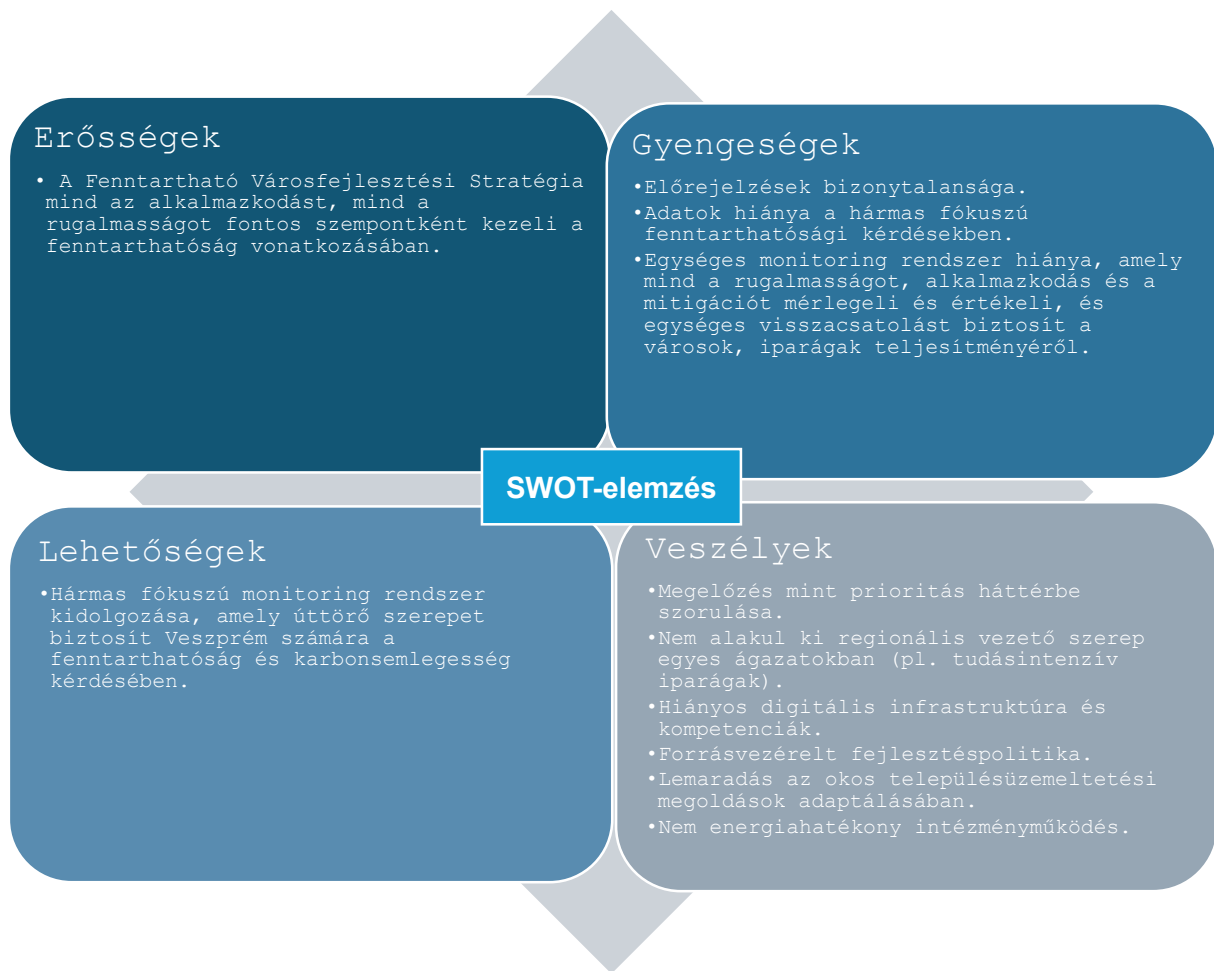 Erősségek
• A Fenntartható Városfejlesztési Stratégia
mind az alkalmazkodást, mind a
rugalmasságot fontos szempontként kezeli a
fenntarthatóság vonatkozásában.
Gyengeségek
•Előrejelzések bizonytalansága.
•Adatok hiánya a hármas fókuszú
fenntarthatósági kérdésekben.
•Egységes monitoring rendszer hiánya, amely
mind a rugalmasságot, alkalmazkodás és a
mitigációt mérlegeli és értékeli, és
egységes visszacsatolást biztosít a
városok, iparágak teljesítményéről.
SWOT-elemzés
Lehetőségek
•Hármas fókuszú monitoring rendszer
kidolgozása, amely úttörő szerepet
biztosít Veszprém számára a
fenntarthatóság és karbonsemlegesség
kérdésében.
Veszélyek
•Megelőzés mint prioritás háttérbe
szorulása.
•Nem alakul ki regionális vezető szerep
egyes ágazatokban (pl. tudásintenzív
iparágak).
•Hiányos digitális infrastruktúra és
kompetenciák.
•Forrásvezérelt fejlesztéspolitika.
•Lemaradás az okos településüzemeltetési
megoldások adaptálásában.
•Nem energiahatékony intézményműködés.